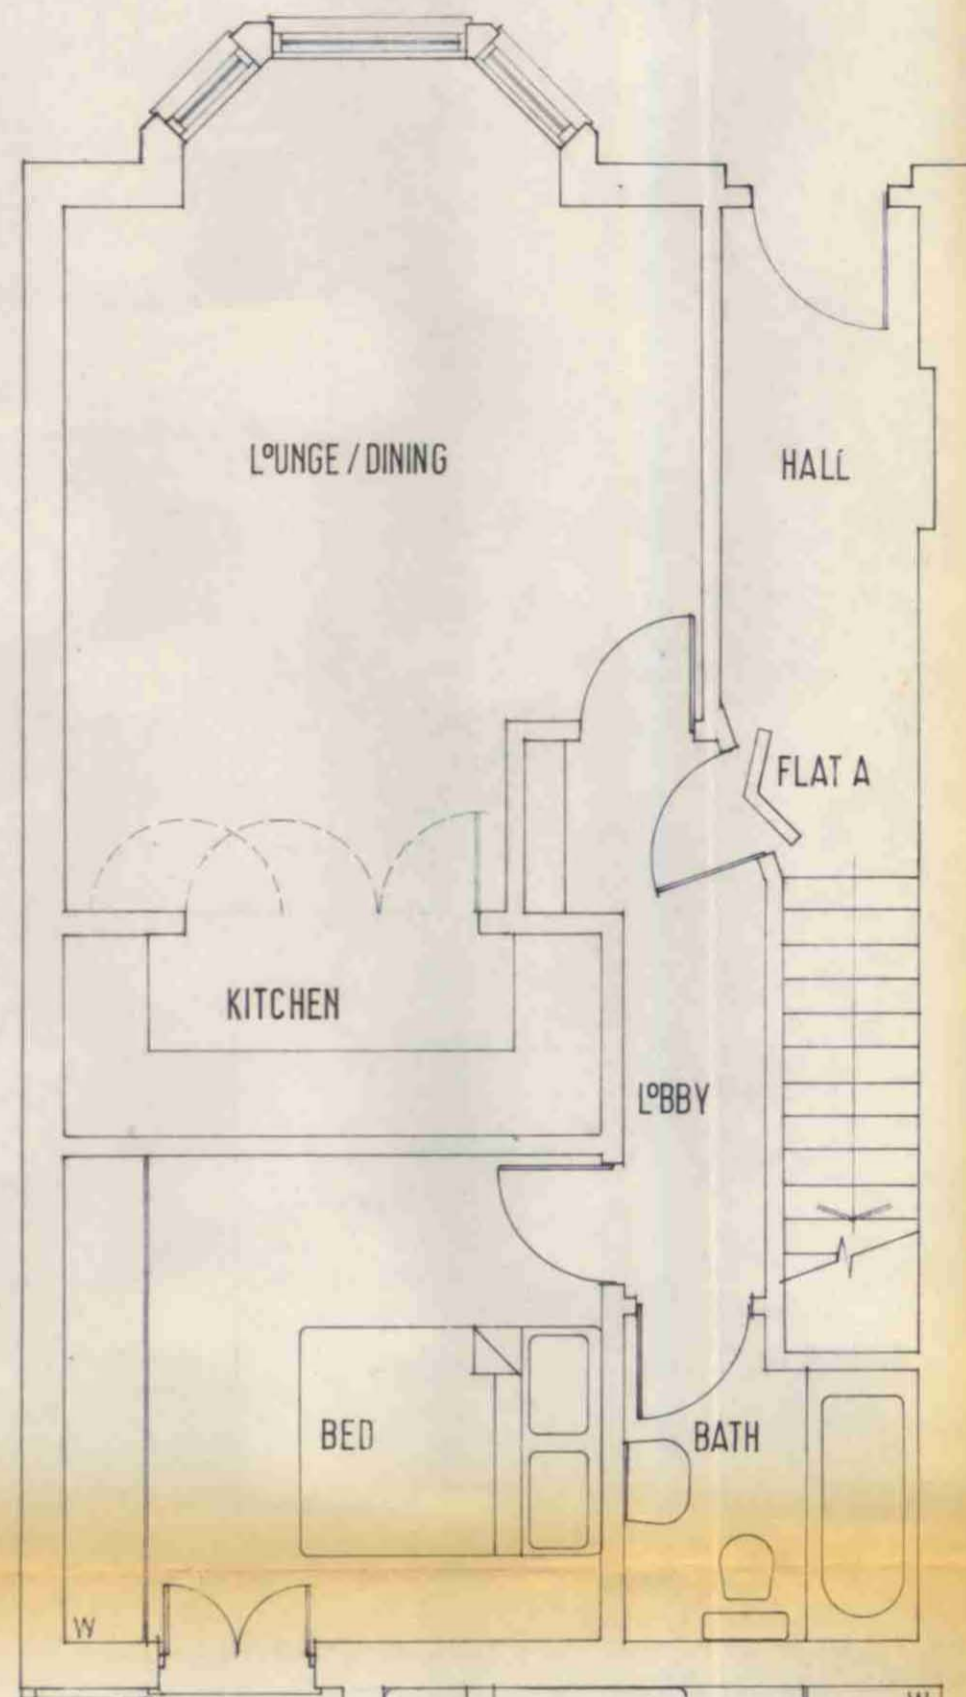 LOUNGE / DINING
HALL
FLAT A
KITCHEN
LOBBY
BED
BATH
W